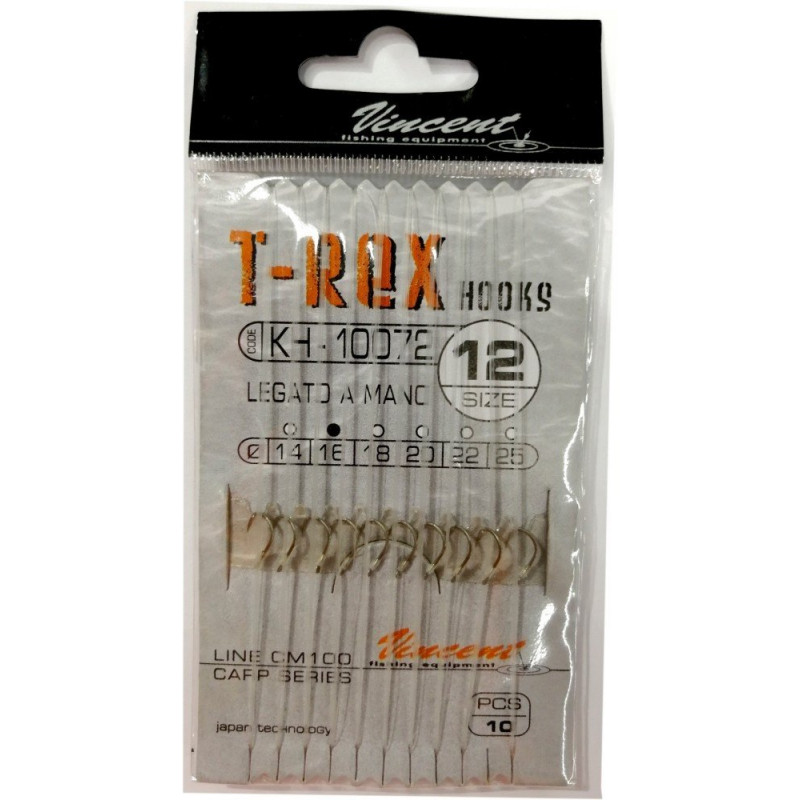 Vincent
fishing equipment
T-REX HOOKS
CODE KH-10072
12
SIZE
LEGATO A MANO
Ø 14 16 18 20 22 25
Vincent
fishing equipment
LINE CM100
CARP SERIES
PCS
10
japan technology